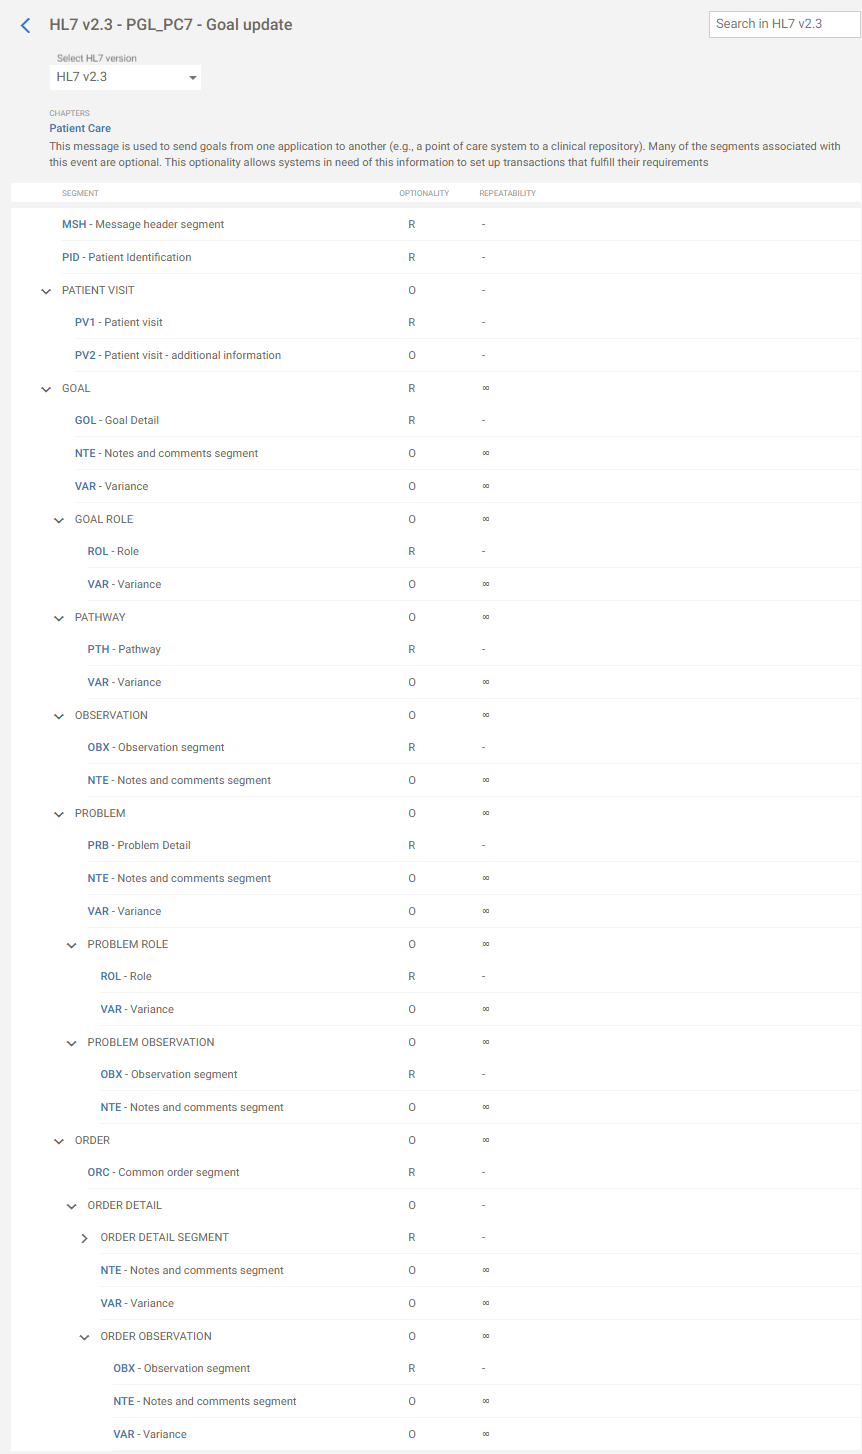 HL7 v2.3 - PGL_PC7 - Goal update
Search in HL7 v2.3
Select HL7 version
HL7 v2.3
CHAPTERS
Patient Care
This message is used to send goals from one application to another (e.g., a point of care system to a clinical repository). Many of the segments associated with
this event are optional. This optionality allows systems in need of this information to set up transactions that fulfill their requirements
SEGMENT OPTIONALITY REPEATABILITY
MSH - Message header segment R -
PID - Patient Identification R -
PATIENT VISIT O -
PV1 - Patient visit R -
PV2 - Patient visit - additional information O -
GOAL R ∞
GOL - Goal Detail R -
NTE - Notes and comments segment O ∞
VAR - Variance O ∞
GOAL ROLE O ∞
ROL - Role R -
VAR - Variance O ∞
PATHWAY O ∞
PTH - Pathway R -
VAR - Variance O ∞
OBSERVATION O ∞
OBX - Observation segment R -
NTE - Notes and comments segment O ∞
PROBLEM O ∞
PRB - Problem Detail R -
NTE - Notes and comments segment O ∞
VAR - Variance O ∞
PROBLEM ROLE O ∞
ROL - Role R -
VAR - Variance O ∞
PROBLEM OBSERVATION O ∞
OBX - Observation segment R -
NTE - Notes and comments segment O ∞
ORDER O ∞
ORC - Common order segment R -
ORDER DETAIL O -
ORDER DETAIL SEGMENT R -
NTE - Notes and comments segment O ∞
VAR - Variance O ∞
ORDER OBSERVATION O ∞
OBX - Observation segment R -
NTE - Notes and comments segment O ∞
VAR - Variance O ∞